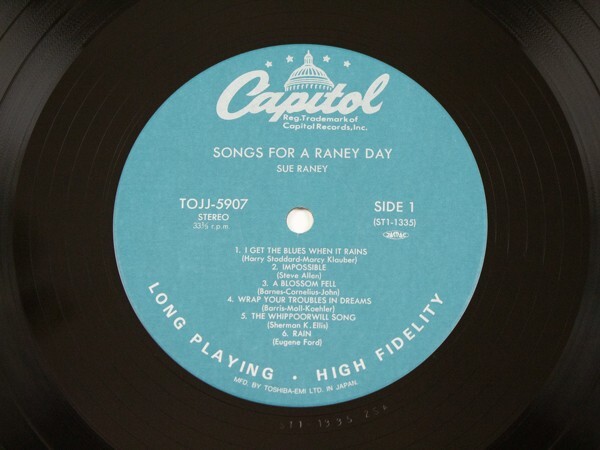 Capitol
Reg. Trademark of
Capitol Records, Inc.
SONGS FOR A RANEY DAY
SUE RANEY
TOJJ-5907
STEREO
33⅓ r.p.m
SIDE 1
(ST1-1335)
1. I GET THE BLUES WHEN IT RAINS
(Harry Stoddard-Marcy Klauber)
2. IMPOSSIBLE
(Steve Allen)
3. A BLOSSOM FELL
(Barnes-Cornelius-John)
4. WRAP YOUR TROUBLES IN DREAMS
(Barris-Moll-Koehler)
5. THE WHIPPOORWILL SONG
(Sherman K. Ellis)
6. RAIN
(Eugene Ford)
LONG PLAYING · HIGH FIDELITY
MFD. BY TOSHIBA-EMI LTD. IN JAPAN.